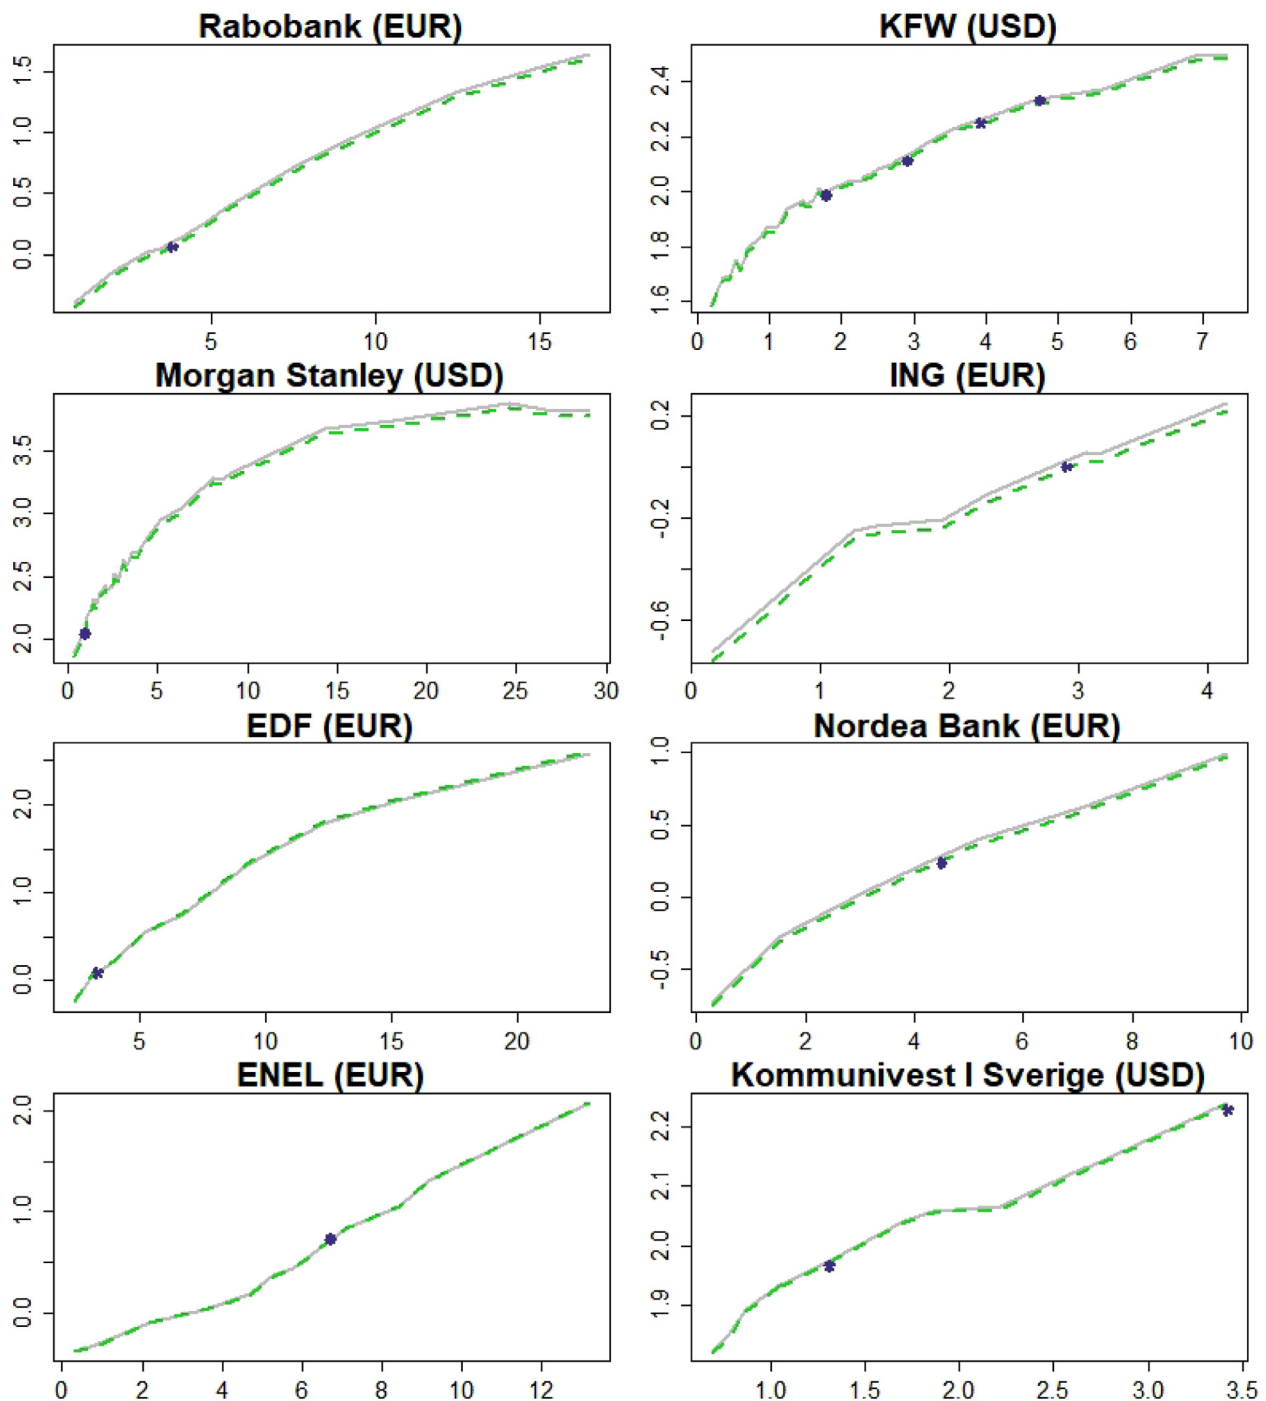 Rabobank (EUR)
1.5
1.0
0.5
0.0
5 10 15
KFW (USD)
2.4
2.2
2.0
1.8
1.6
0 1 2 3 4 5 6 7
Morgan Stanley (USD)
3.5
3.0
2.5
2.0
0 5 10 15 20 25 30
ING (EUR)
0.2
-0.2
-0.6
0 1 2 3 4
EDF (EUR)
2.0
1.0
0.0
5 10 15 20
Nordea Bank (EUR)
1.0
0.5
0.0
-0.5
0 2 4 6 8 10
ENEL (EUR)
2.0
1.0
0.0
0 2 4 6 8 10 12
Kommunivest I Sverige (USD)
2.2
2.1
2.0
1.9
1.0 1.5 2.0 2.5 3.0 3.5